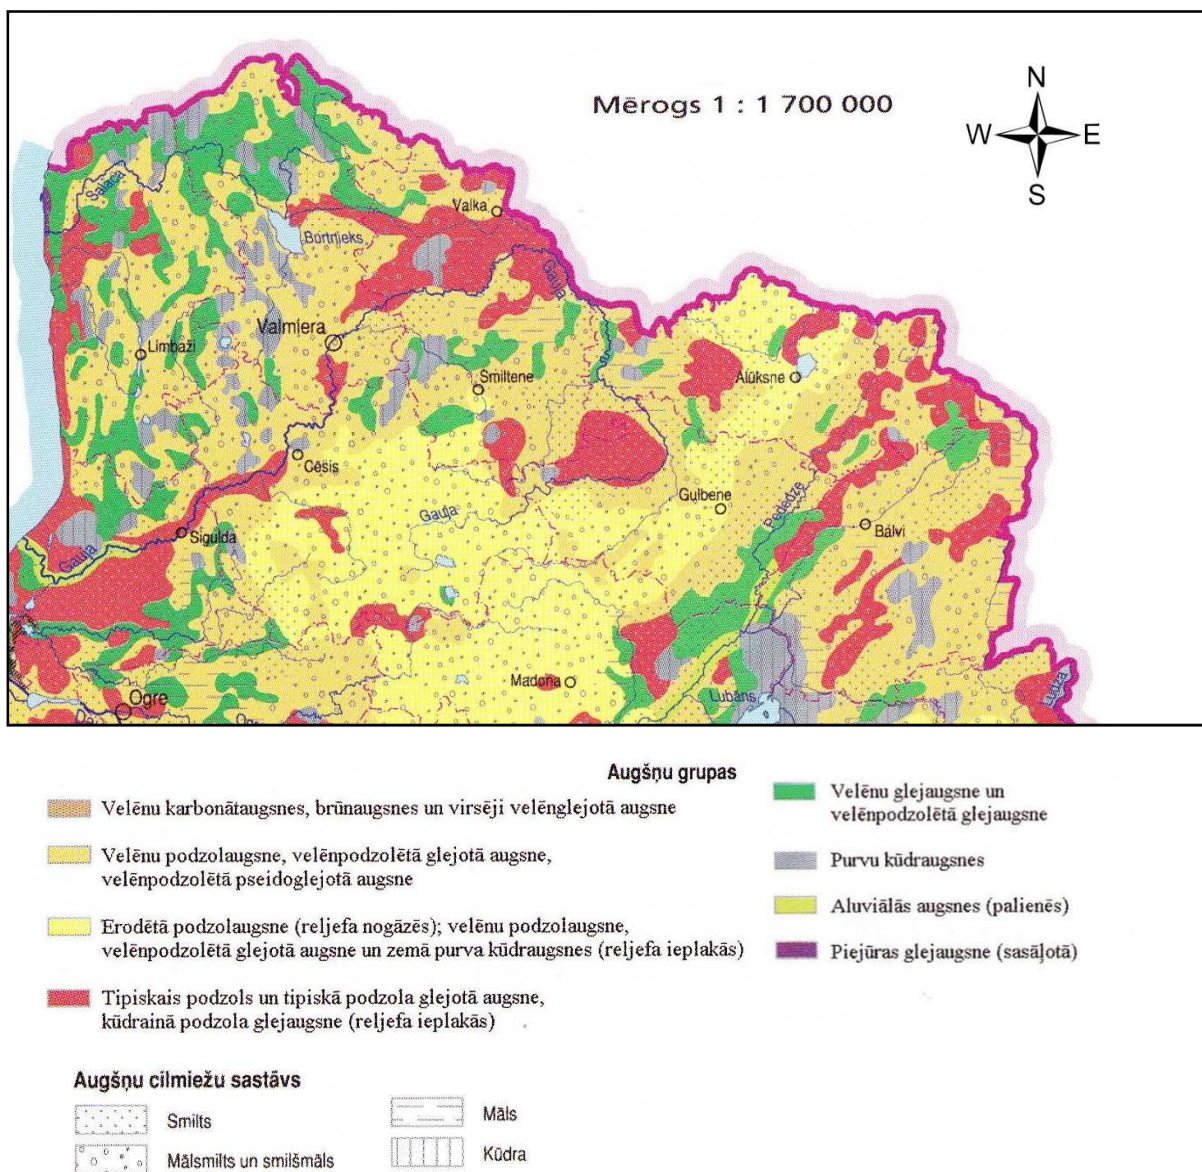 Mērogs 1 : 1 700 000
N
W
E
S
Salaca
Valka
Gauja
Valmiera
Limbaži
Smiltene
Alūksne
Cēsis
Gauja
Gulbene
Pededze
Balvi
Gauja
Sigulda
Madona
Lubāns
Ogre
Augšņu grupas
Velēnu karbonātaugsnes, brūnaugsnes un virsēji velēnglejotā augsne
Velēnu podzolaugsne, velēnpodzolētā glejotā augsne,
velēnpodzolētā pseidoglejotā augsne
Erodētā podzolaugsne (reljefa nogāzēs); velēnu podzolaugsne,
velēnpodzolētā glejotā augsne un zemā purva kūdraugsnes (reljefa ieplakās)
Tipiskais podzols un tipiskā podzola glejotā augsne,
kūdrainā podzola glejaugsne (reljefa ieplakās)
Velēnu glejaugsne un
velēnpodzolētā glejaugsne
Purvu kūdraugsnes
Aluviālās augsnes (palienēs)
Piejūras glejaugsne (sasāļotā)
Augšņu cilmiežu sastāvs
Smilts
Mālsmilts un smilšmāls
Māls
Kūdra